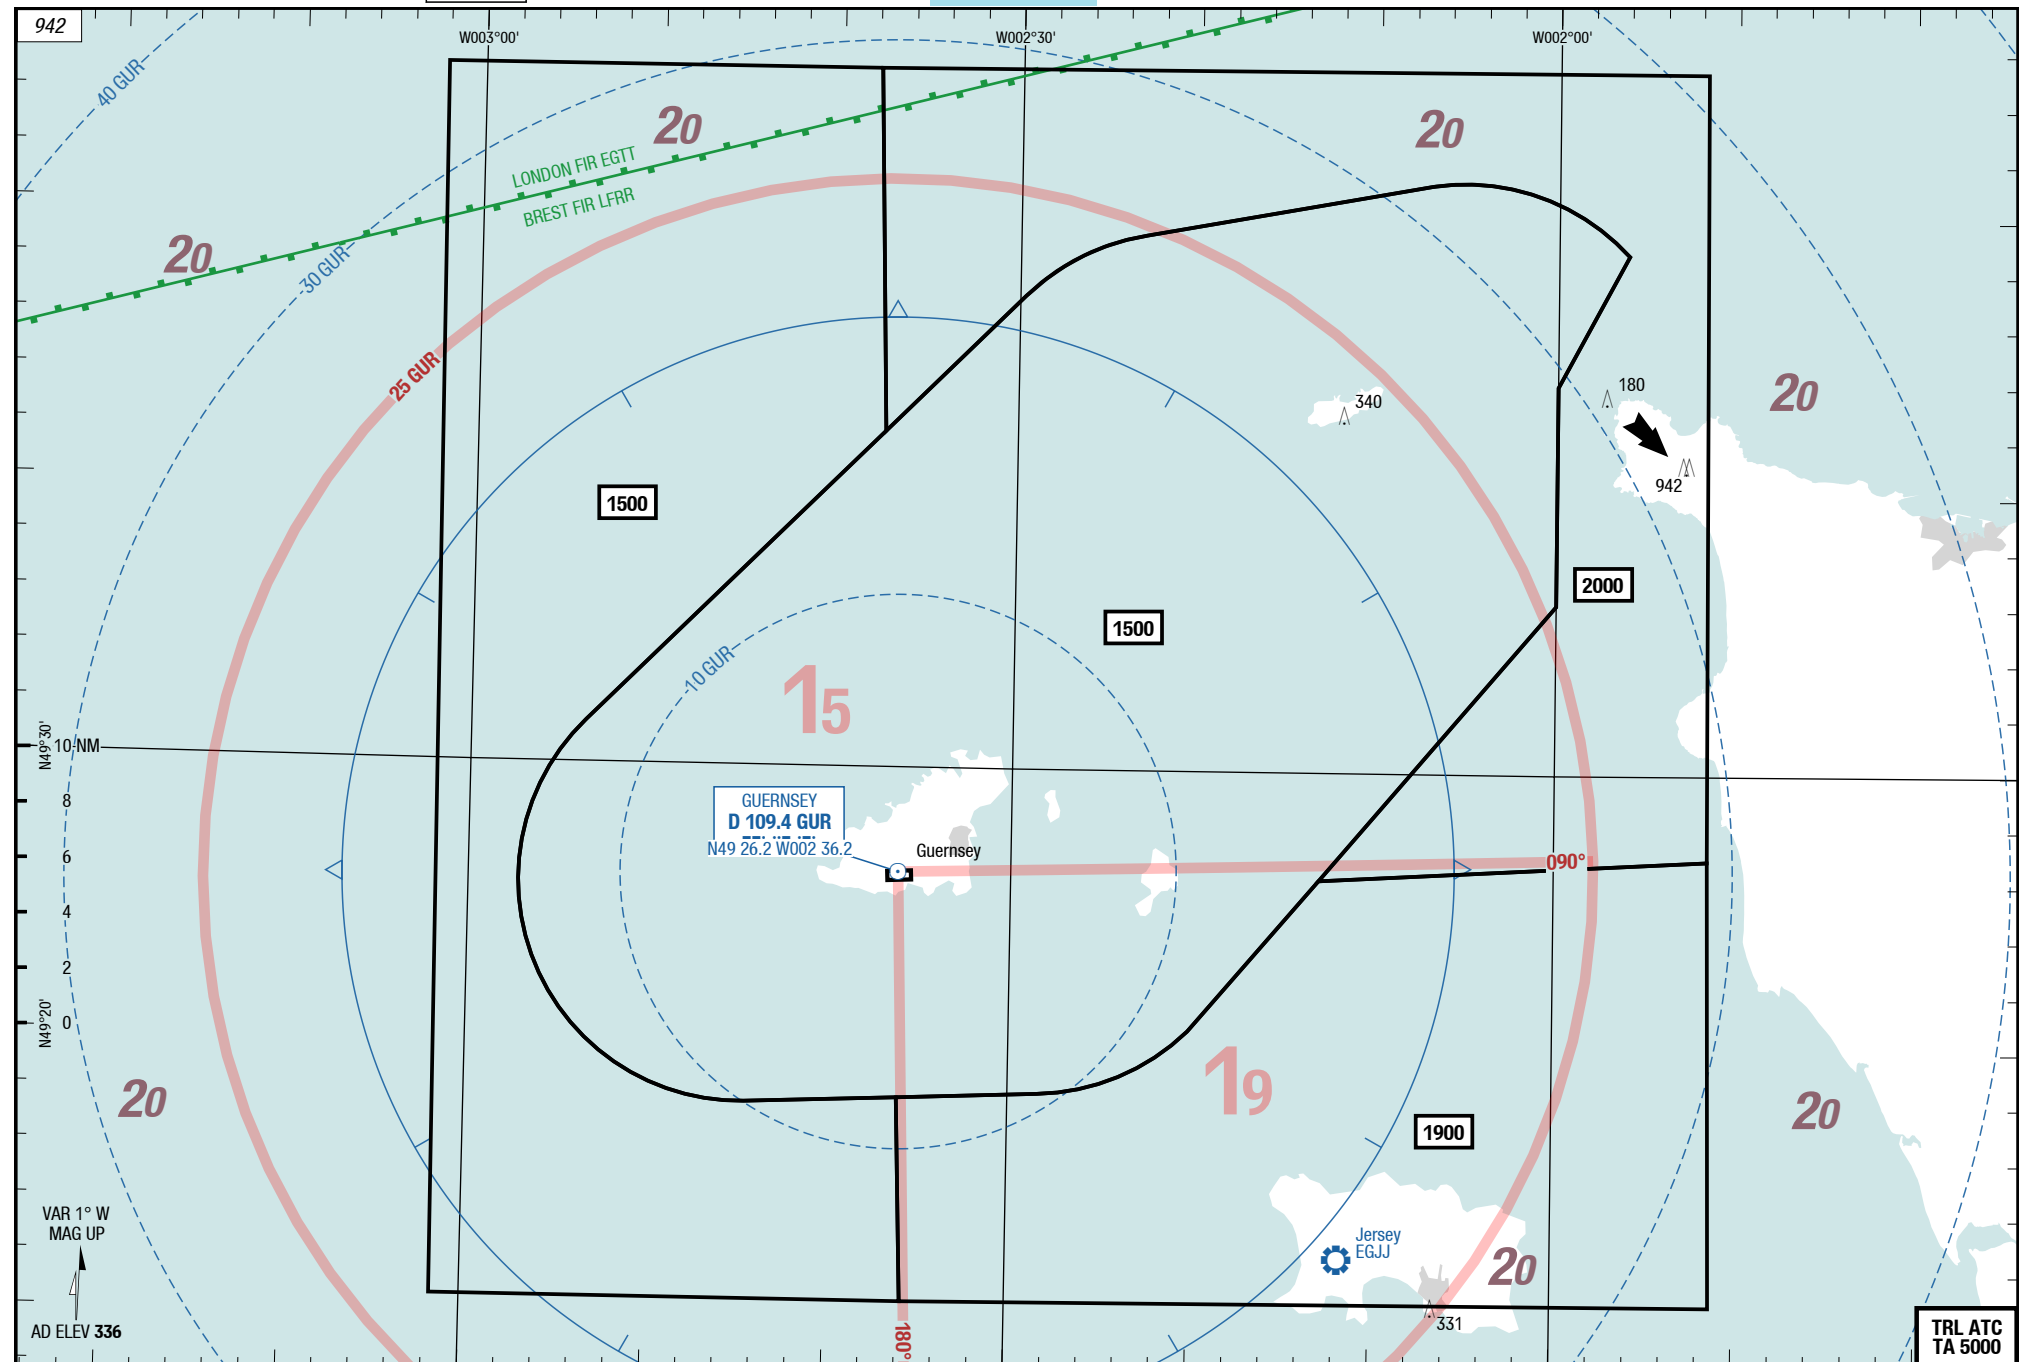 942
W003°00'
W002°30'
W002°00'
40 GUR
20
20
LONDON FIR EGTT
BREST FIR LFRR
20
30 GUR
25 GUR
180
340
20
942
1500
2000
1500
10 GUR
15
N49°30'
10 NM
8
6
4
2
0
N49°20'
GUERNSEY
D 109.4 GUR
N49 26.2 W002 36.2
Guernsey
090°
19
20
20
1900
VAR 1° W
MAG UP
Jersey
EGJJ
20
331
180°
AD ELEV 336
TRL ATC
TA 5000